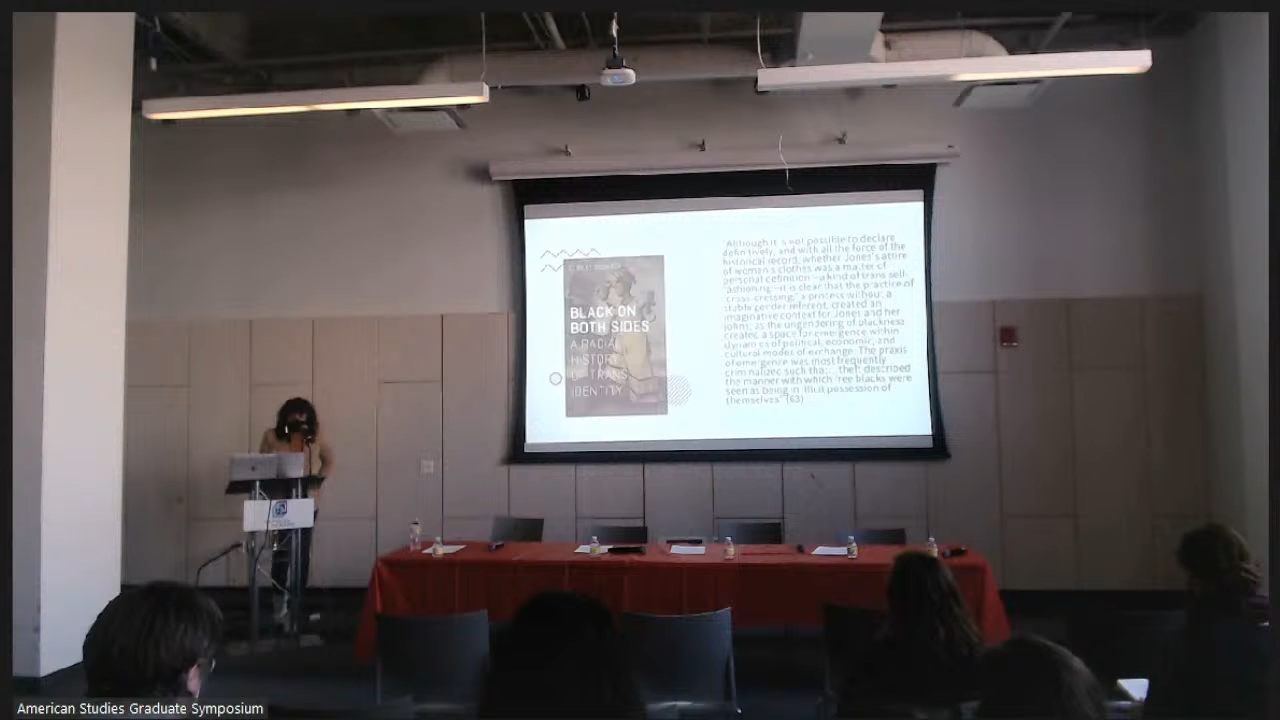 BLACK ON
BOTH SIDES
A RACIAL
HISTORY
OF TRANS
IDENTITY
"Although it is not possible to declare
definitively, and with all the force of the
historical record, whether Jones's attire
of women's clothes was a matter of
personal definition—a kind of trans self-
fashioning—it is clear that the practice of
"cross-dressing," a process without a
stable gender referent, created an
imaginative context for Jones and her
johns, as the ungendering of blackness
created a space for emergence within
dynamics of political, economic, and
cultural modes of exchange. The praxis
of emergence was most frequently
criminalized such that... theft described
the manner with which free blacks were
seen as being in illicit possession of
themselves" (63)
American Studies Graduate Symposium